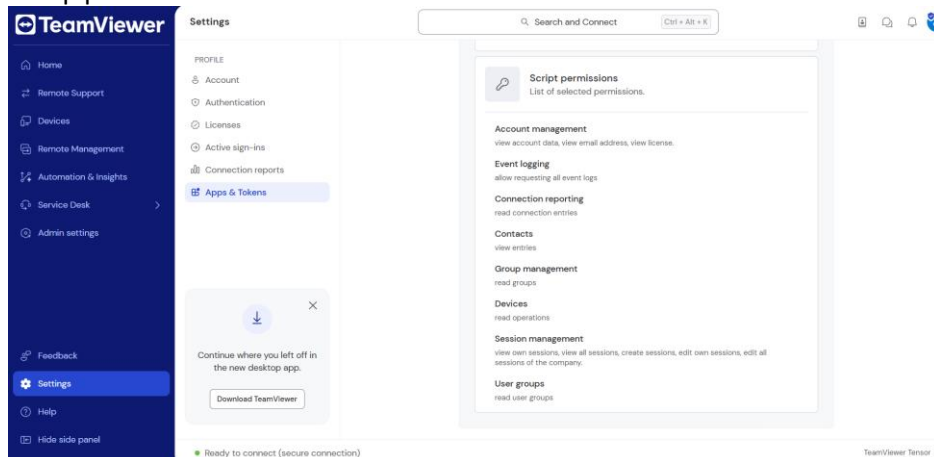 TeamViewer
Home
Remote Support
Devices
Remote Management
Automation & Insights
Service Desk
Admin settings
Feedback
Settings
Help
Hide side panel
Settings
Search and Connect
Ctrl + Alt + K
PROFILE
Account
Authentication
Licenses
Active sign-ins
Connection reports
Apps & Tokens
Continue where you left off in
the new desktop app.
Download TeamViewer
Script permissions
List of selected permissions.
Account management
view account data, view email address, view license.
Event logging
allow requesting all event logs
Connection reporting
read connection entries
Contacts
view entries
Group management
read groups
Devices
read operations
Session management
view own sessions, view all sessions, create sessions, edit own sessions, edit all
sessions of the company.
User groups
read user groups
Ready to connect (secure connection)
TeamViewer Tensor